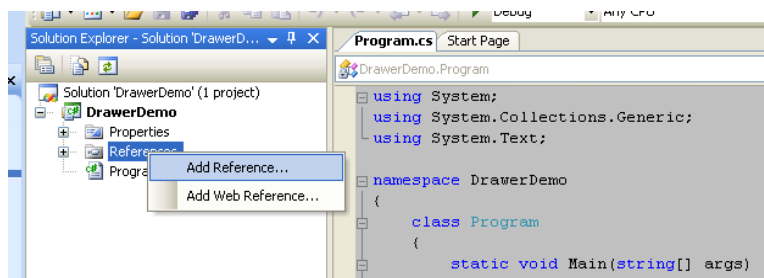 Debug
Any CPU
Solution Explorer - Solution 'DrawerD...
Solution 'DrawerDemo' (1 project)
DrawerDemo
Properties
References
Progra
Add Reference...
Add Web Reference...
Program.cs Start Page
DrawerDemo.Program
using System;
using System.Collections.Generic;
using System.Text;
namespace DrawerDemo
{
class Program
{
static void Main(string[] args)